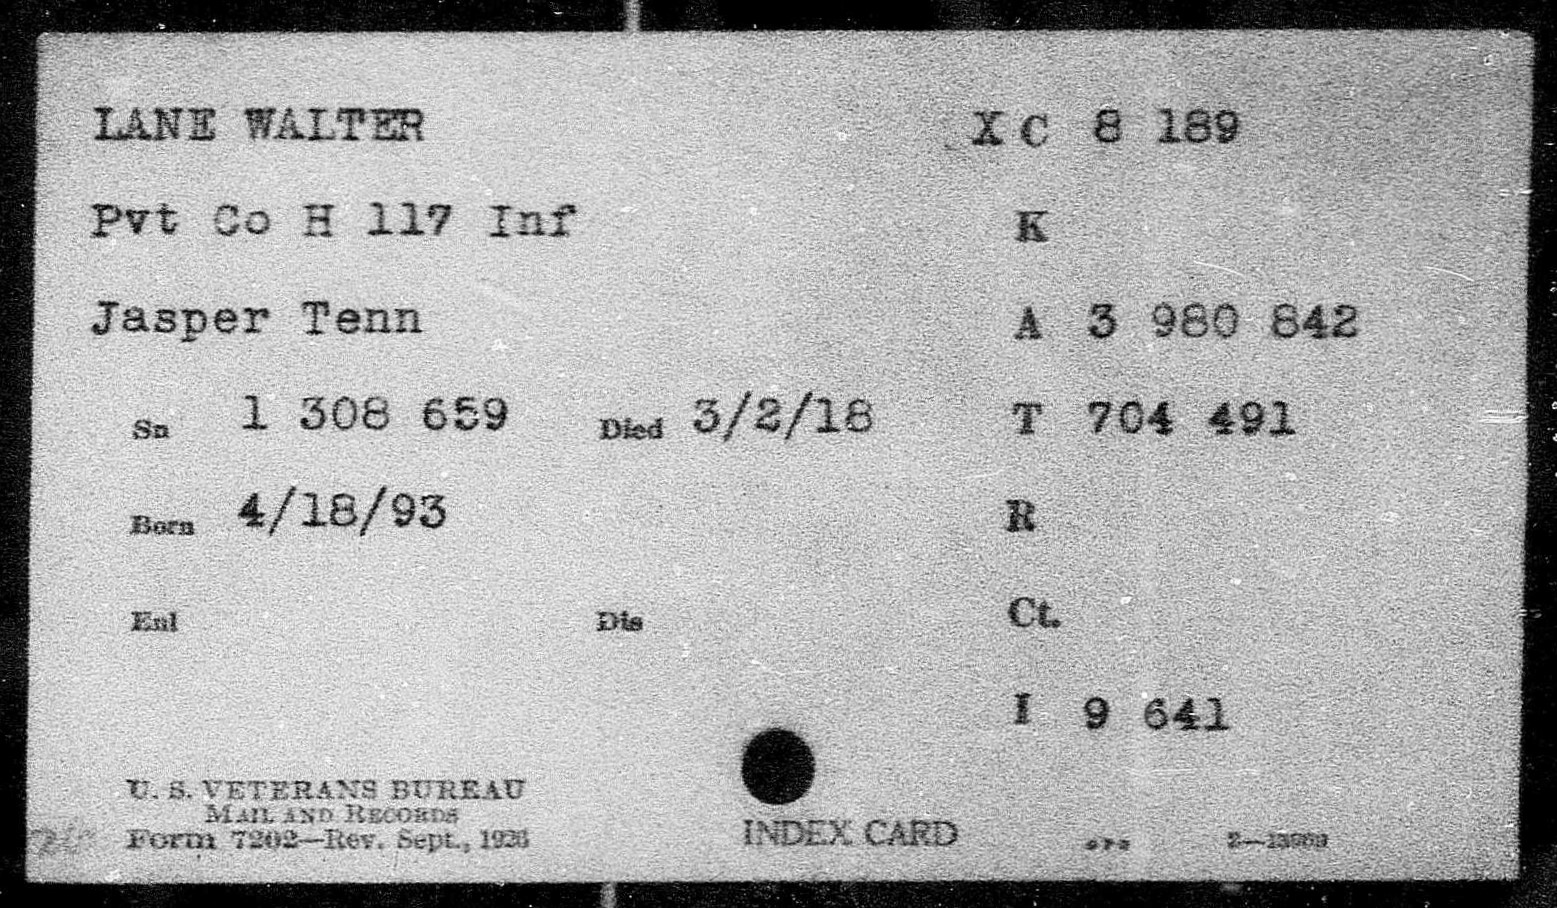 LANE WALTER XC 8 189
Pvt Co H 117 Inf K
Jasper Tenn A 3 980 842
Sn 1 308 659 Died 3/2/18 T 704 491
Born 4/18/93 R
Enl Dis Ct.
I 9 641
U. S. VETERANS BUREAU
MAIL AND RECORDS
Form 7202—Rev. Sept., 1926 INDEX CARD GPO